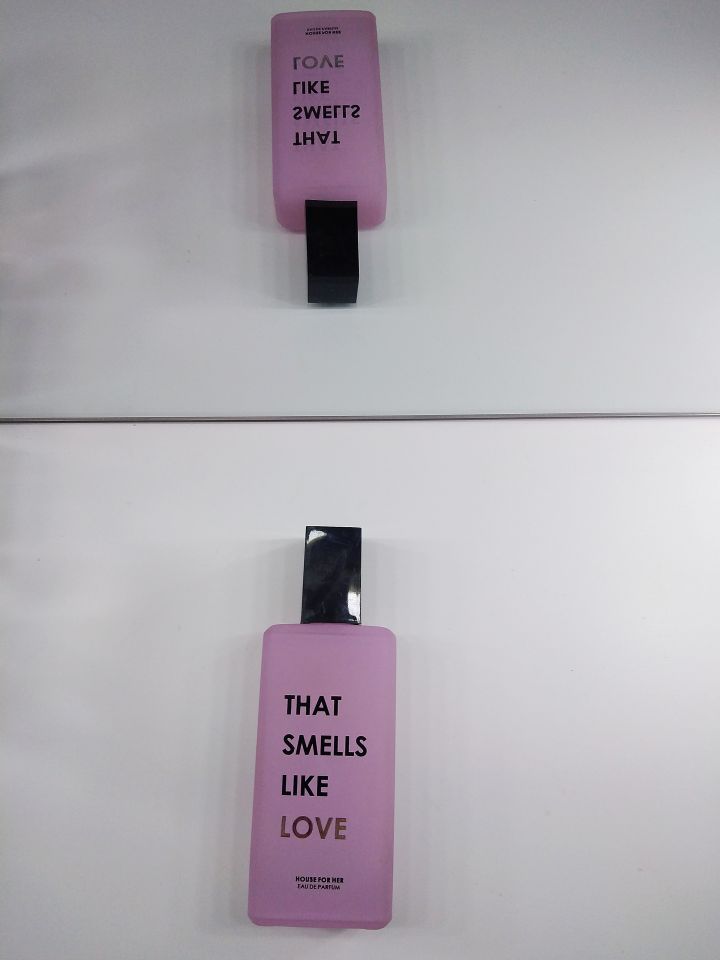 THAT
SMELLS
LIKE
LOVE
HOUSE FOR HER
EAU DE PARFUM